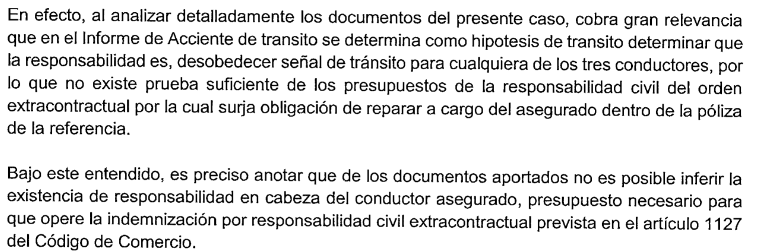 En efecto, al analizar detalladamente los documentos del presente caso, cobra gran relevancia
que en el Informe de Acciente de transito se determina como hipotesis de transito determinar que
la responsabilidad es, desobedecer señal de tránsito para cualquiera de los tres conductores, por
lo que no existe prueba suficiente de los presupuestos de la responsabilidad civil del orden
extracontractual por la cual surja obligación de reparar a cargo del asegurado dentro de la póliza
de la referencia.
Bajo este entendido, es preciso anotar que de los documentos aportados no es posible inferir la
existencia de responsabilidad en cabeza del conductor asegurado, presupuesto necesario para
que opere la indemnización por responsabilidad civil extracontractual prevista en el artículo 1127
del Código de Comercio.